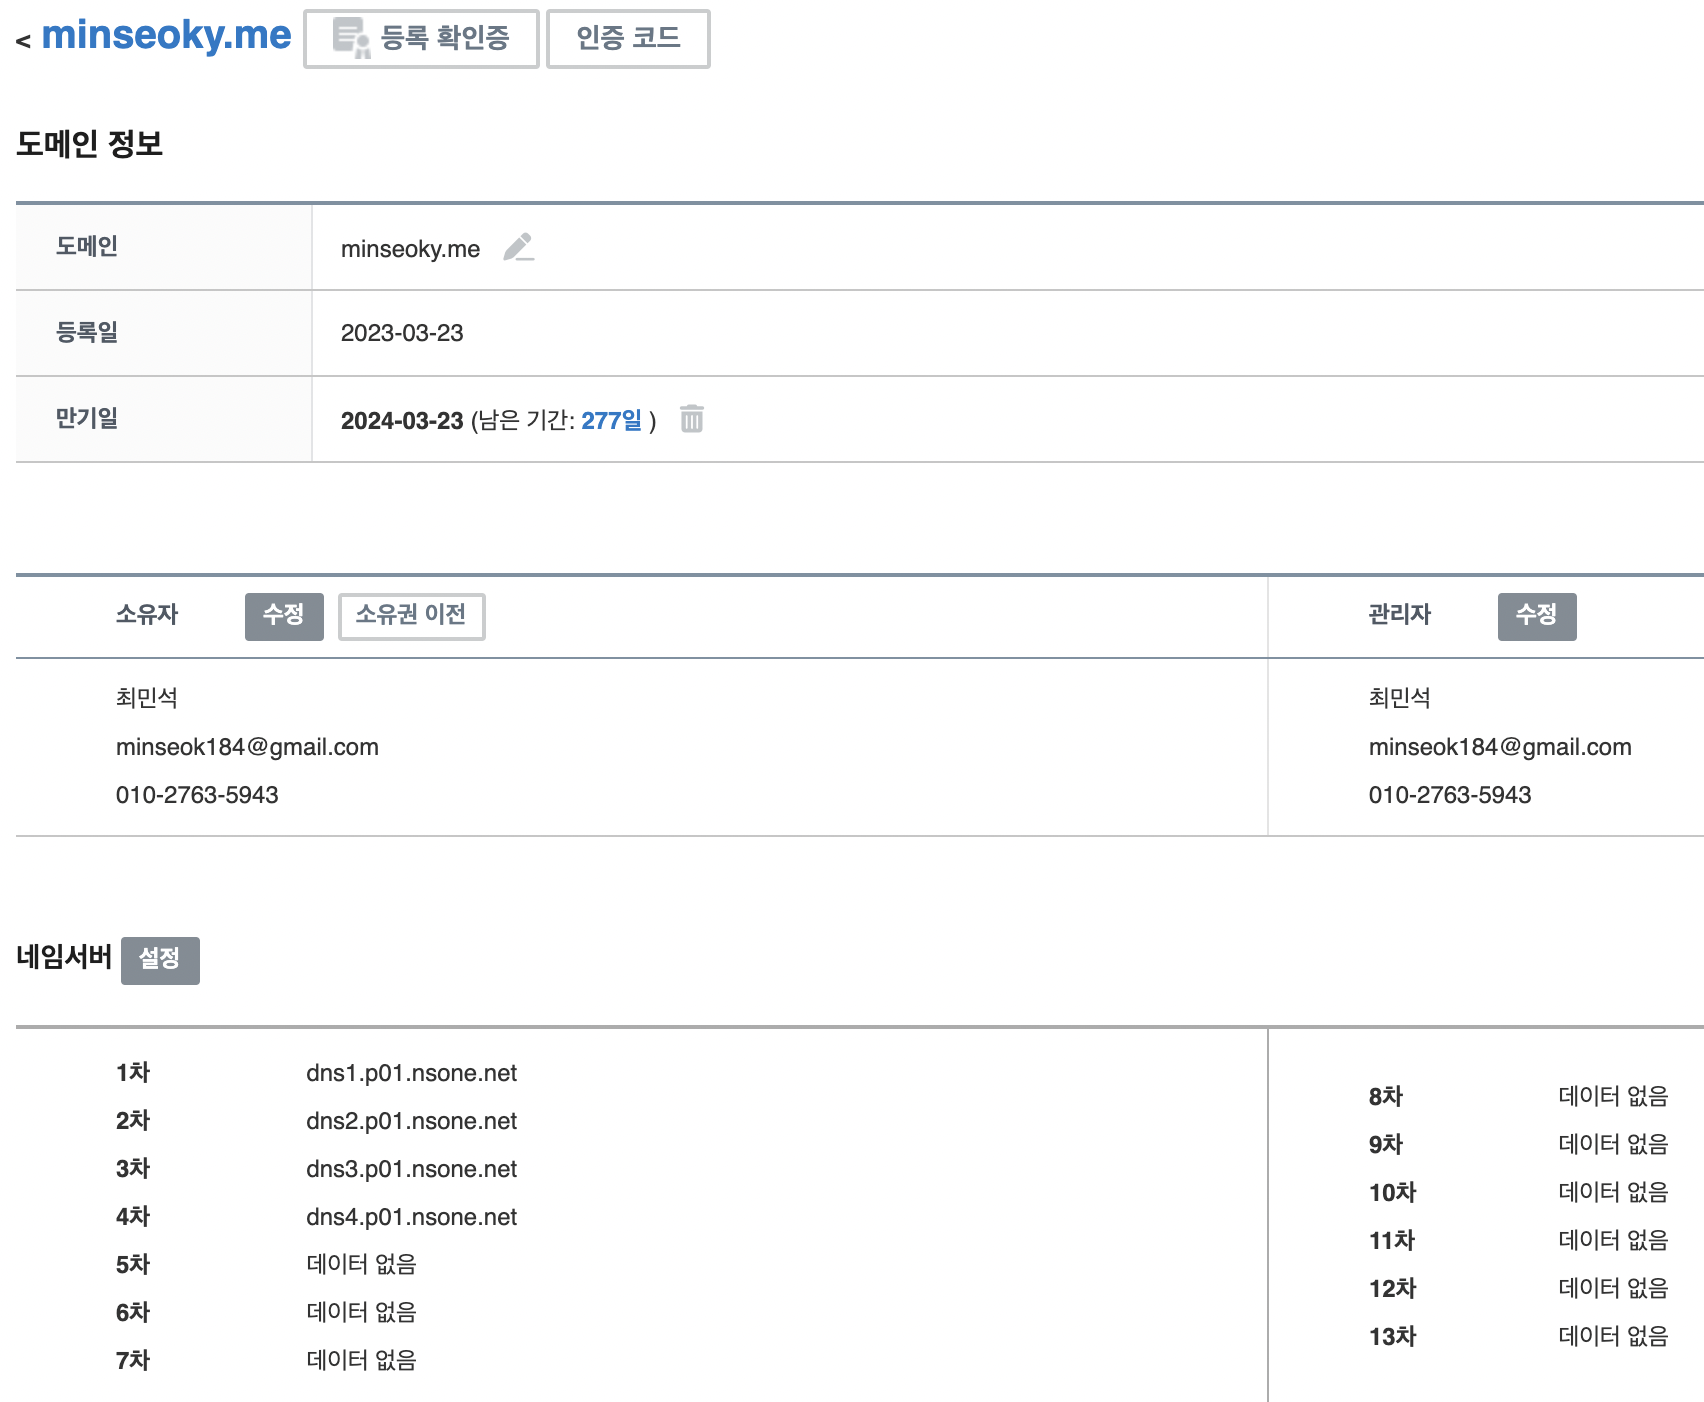 < minseoky.me 등록 확인증 인증 코드
도메인 정보
도메인 minseoky.me
등록일 2023-03-23
만기일 2024-03-23 (남은 기간: 277일 )
소유자 수정 소유권 이전
최민석
minseok184@gmail.com
010-2763-5943
관리자 수정
최민석
minseok184@gmail.com
010-2763-5943
네임서버 설정
1차 dns1.p01.nsone.net
2차 dns2.p01.nsone.net
3차 dns3.p01.nsone.net
4차 dns4.p01.nsone.net
5차 데이터 없음
6차 데이터 없음
7차 데이터 없음
8차 데이터 없음
9차 데이터 없음
10차 데이터 없음
11차 데이터 없음
12차 데이터 없음
13차 데이터 없음